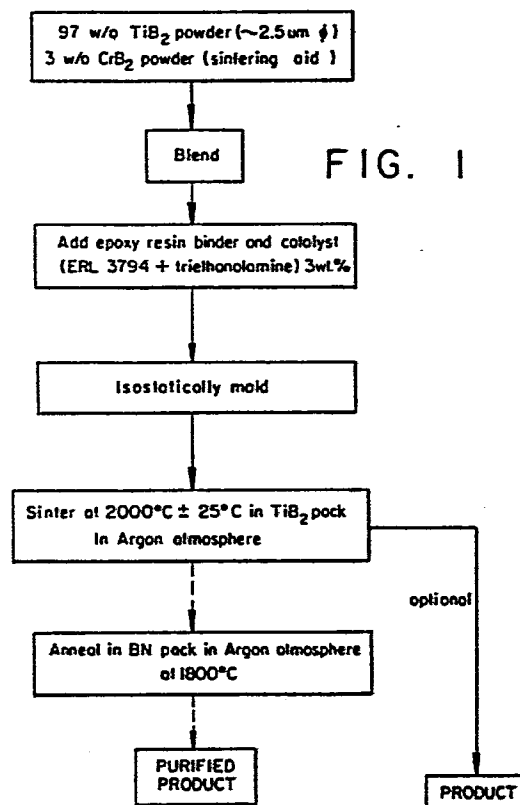 97 w/o TiB₂ powder (~2.5um ϕ)
3 w/o CrB₂ powder (sintering aid)
Blend
FIG. 1
Add epoxy resin binder and catalyst
(ERL 3794 + triethanolamine) 3wt.%
Isostatically mold
Sinter at 2000°C ± 25°C in TiB₂ pack
In Argon atmosphere
optional
Anneal in BN pack in Argon atmosphere
at 1800°C
PURIFIED
PRODUCT
PRODUCT